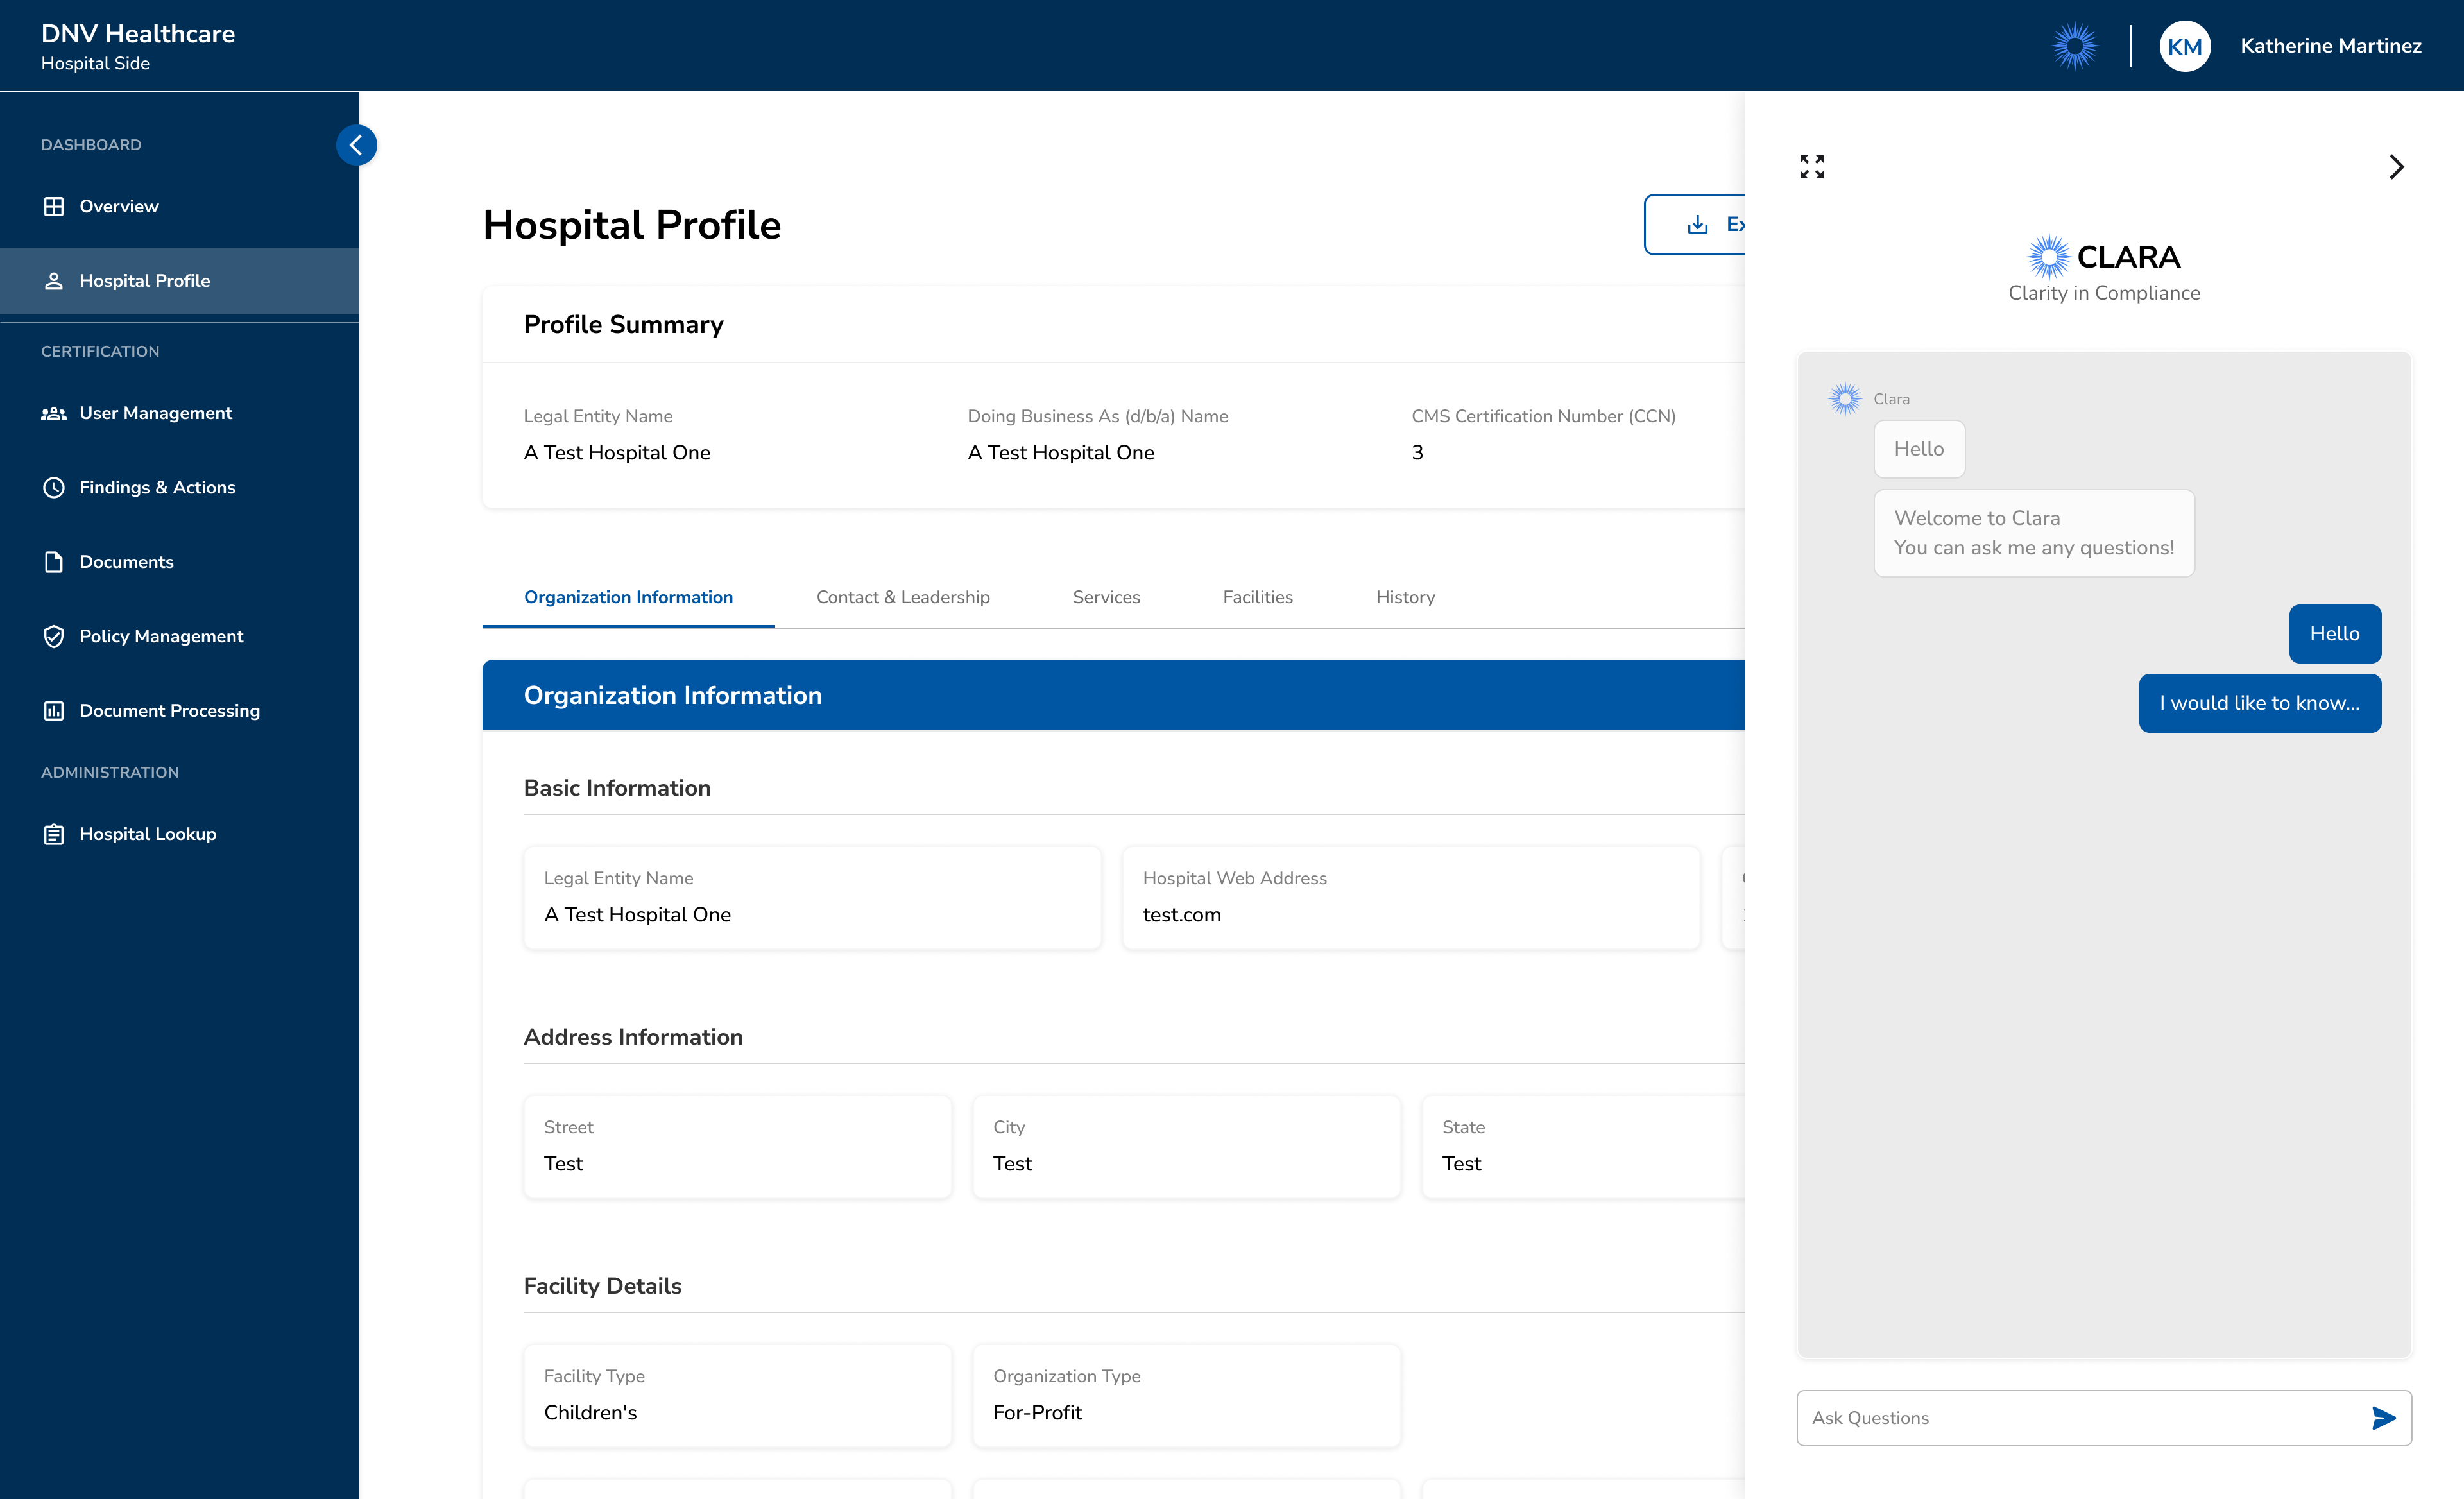 DNV Healthcare
Hospital Side
KM
Katherine Martinez
DASHBOARD
Overview
Hospital Profile
CERTIFICATION
User Management
Findings & Actions
Documents
Policy Management
Document Processing
ADMINISTRATION
Hospital Lookup
Hospital Profile
Profile Summary
Legal Entity Name
A Test Hospital One
Doing Business As (d/b/a) Name
A Test Hospital One
CMS Certification Number (CCN)
3
Organization Information
Contact & Leadership
Services
Facilities
History
Organization Information
Basic Information
Legal Entity Name
A Test Hospital One
Hospital Web Address
test.com
Address Information
Street
Test
City
Test
State
Test
Facility Details
Facility Type
Children's
Organization Type
For-Profit
CLARA
Clarity in Compliance
Clara
Hello
Welcome to Clara
You can ask me any questions!
Hello
I would like to know...
Ask Questions